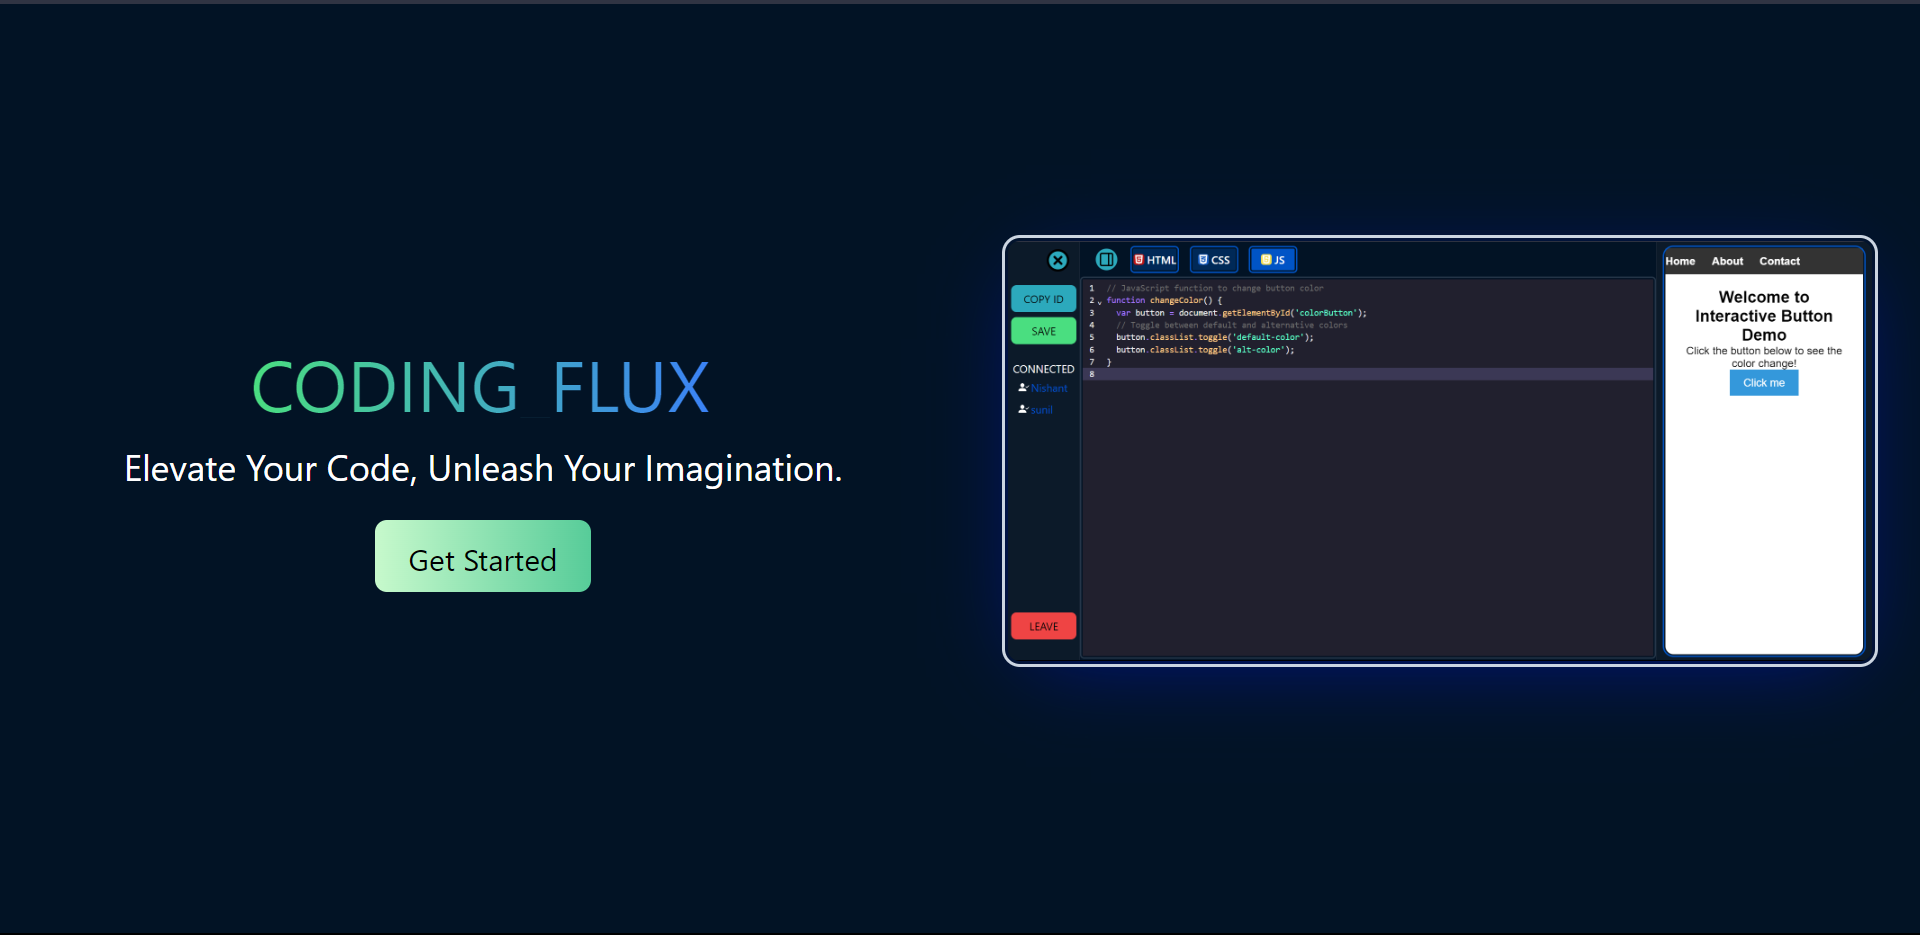 CODING_FLUX
Elevate Your Code, Unleash Your Imagination.
Get Started
HTML
CSS
JS
COPY ID
SAVE
CONNECTED
Nishant
sunil
LEAVE
1 // JavaScript function to change button color
2 function changeColor() {
3 var button = document.getElementById('colorButton');
4 // Toggle between default and alternative colors
5 button.classList.toggle('default-color');
6 button.classList.toggle('alt-color');
7 }
8
Home About Contact
Welcome to
Interactive Button
Demo
Click the button below to see the
color change!
Click me